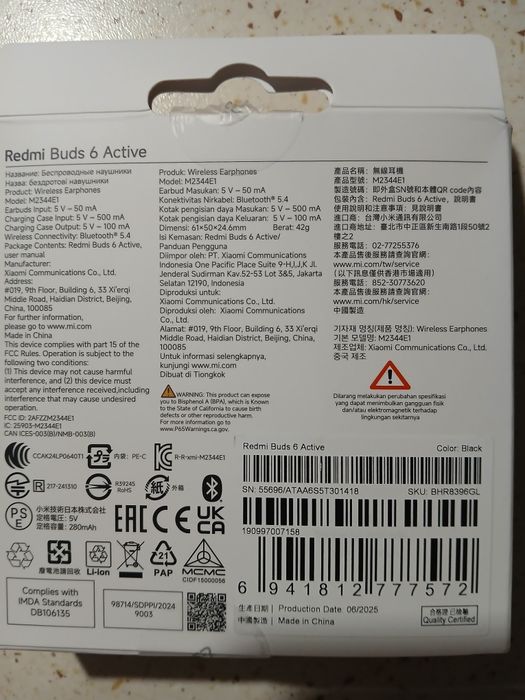 Redmi Buds 6 Active
Название: Беспроводные наушники
Назва: бездротові навушники
Product: Wireless Earphones
Model: M2344E1
Earbuds Input: 5 V⎓50 mA
Charging Case Input: 5 V⎓500 mA
Charging Case Output: 5 V⎓100 mA
Wireless Connectivity: Bluetooth® 5.4
Package Contents: Redmi Buds 6 Active,
user manual
Manufacturer:
Xiaomi Communications Co., Ltd.
Address:
#019, 9th Floor, Building 6, 33 Xi'erqi
Middle Road, Haidian District, Beijing,
China, 100085
For further information,
please go to www.mi.com
Made in China
This device complies with part 15 of the
FCC Rules. Operation is subject to the
following two conditions:
(1) This device may not cause harmful
interference, and (2) this device must
accept any interference received,including
interference that may cause undesired
operation.
FCC ID: 2AFZZM2344E1
IC: 25903-M2344E1
CAN ICES-003(B)/NMB-003(B)
Produk: Wireless Earphones
Model: M2344E1
Earbud Masukan: 5 V⎓50 mA
Konektivitas Nirkabel: Bluetooth® 5.4
Kotak pengisian daya Masukan: 5 V⎓500 mA
Kotak pengisian daya Keluaran: 5 V⎓100 mA
Dimensi: 61×50×24.6mm Berat: 42g
Isi Kemasan: Redmi Buds 6 Active/
Panduan Pengguna
Diimpor oleh: PT. Xiaomi Communications
Indonesia One Pacific Place Suite 9-H,I,J,K JL
Jenderal Sudirman Kav.52-53 Lot 3&5, Jakarta
Selatan 12190, Indonesia
Diproduksi untuk:
Xiaomi Communications Co., Ltd.
Diproduksi oleh: Xiaomi Communications
Co., Ltd.
Alamat: #019, 9th Floor, Building 6, 33 Xi'erqi
Middle Road, Haidian District, Beijing, China,
100085
Untuk informasi selengkapnya,
kunjungi www.mi.com
Dibuat di Tiongkok
WARNING: This product can expose
you to Bisphenol A (BPA), which is Known
to the State of California to cause birth
defects or other reproductive harm.
For more information go to
www.P65Warnings.ca.gov.
產品名稱：無線耳機
產品型號：M2344E1
製造號碼：即外盒SN號和本體QR code內容
包裝內容：Redmi Buds 6 Active，說明書
使用說明和注意事項：見說明書
進口商：台灣小米通訊有限公司
進口商地址：臺北市中正區新生南路1段50號2
樓之2
服務電話：02-77255376
本產品售後服務請查詢官網：
www.mi.com/tw/service
（以下訊息僅供香港市場適用）
服務電話：852-30773620
本產品售後服務請查詢官網：
www.mi.com/hk/service
中國製造
기자재 명칭(제품 명칭): Wireless Earphones
기본 모델명: M2344E1
제조업체: Xiaomi Communications Co., Ltd.
중국 제조
Dilarang melakukan perubahan spesifikasi
yang dapat menimbulkan gangguan fisik
dan/atau elektromagnetik terhadap
lingkungan sekitarnya
CCAK24LP0640T1
内袋：PE-C
R-R-xmi-M2344E1
R 217-241310
R39245
RoHS
紙 外箱
PSE
小米技術日本株式会社
定格電圧：5V
定格容量：280mAh
EAC CE UKCA
廢電池請回收
Li-ion
21
PAP
MCMC
CIDF15000056
Complies with
IMDA Standards
DB106135
98714/SDPPI/2024
9003
Redmi Buds 6 Active Color: Black
SN: 55696/ATAA6S5T301418 SKU: BHR8396GL
190997007158
6 941812 777572
生产日期 | Production Date 06/2025
中國製造 | Made in China
合格證 已檢驗
Quality Certified